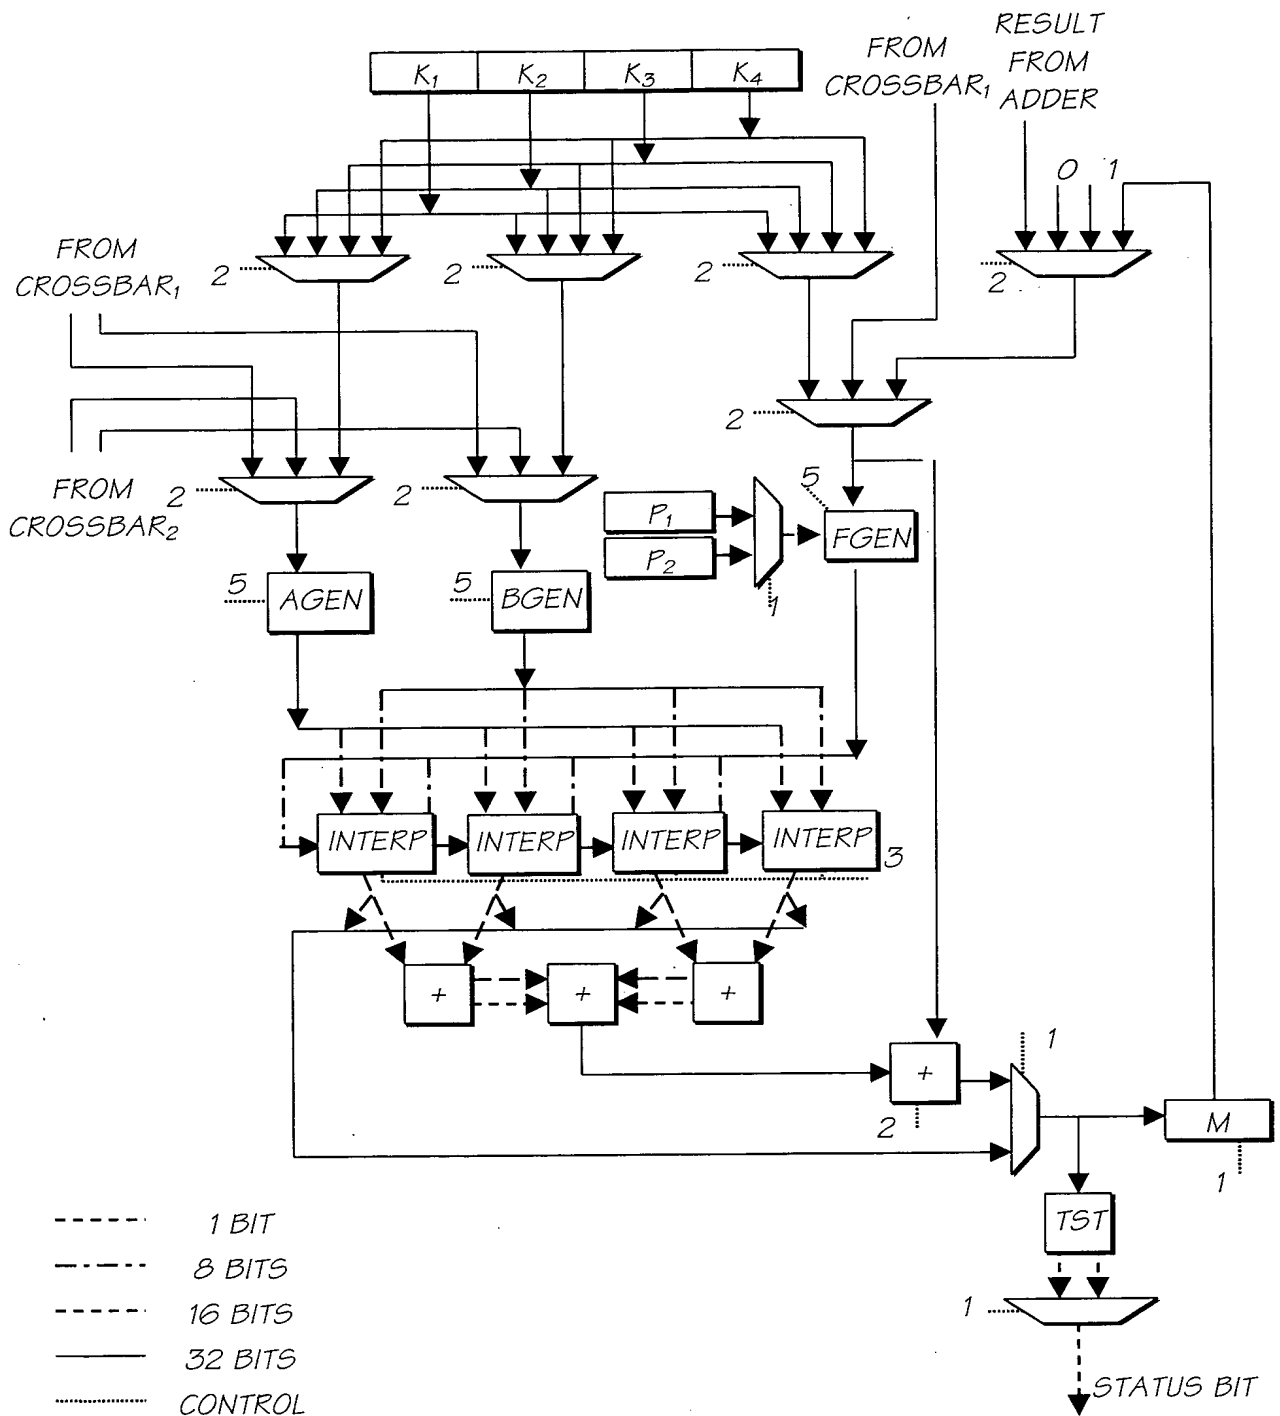 RESULT
FROM
ADDER
FROM
CROSSBAR₁
K₁ K₂ K₃ K₄
0 1
FROM
CROSSBAR₁
2 2 2 2
2
FROM
CROSSBAR₂
2 2
P₁
P₂
5
FGEN
1
5
AGEN
5
BGEN
INTERP INTERP INTERP INTERP 3
+ + +
+
2
1
M
1
TST
1
STATUS BIT
1 BIT
8 BITS
16 BITS
32 BITS
CONTROL